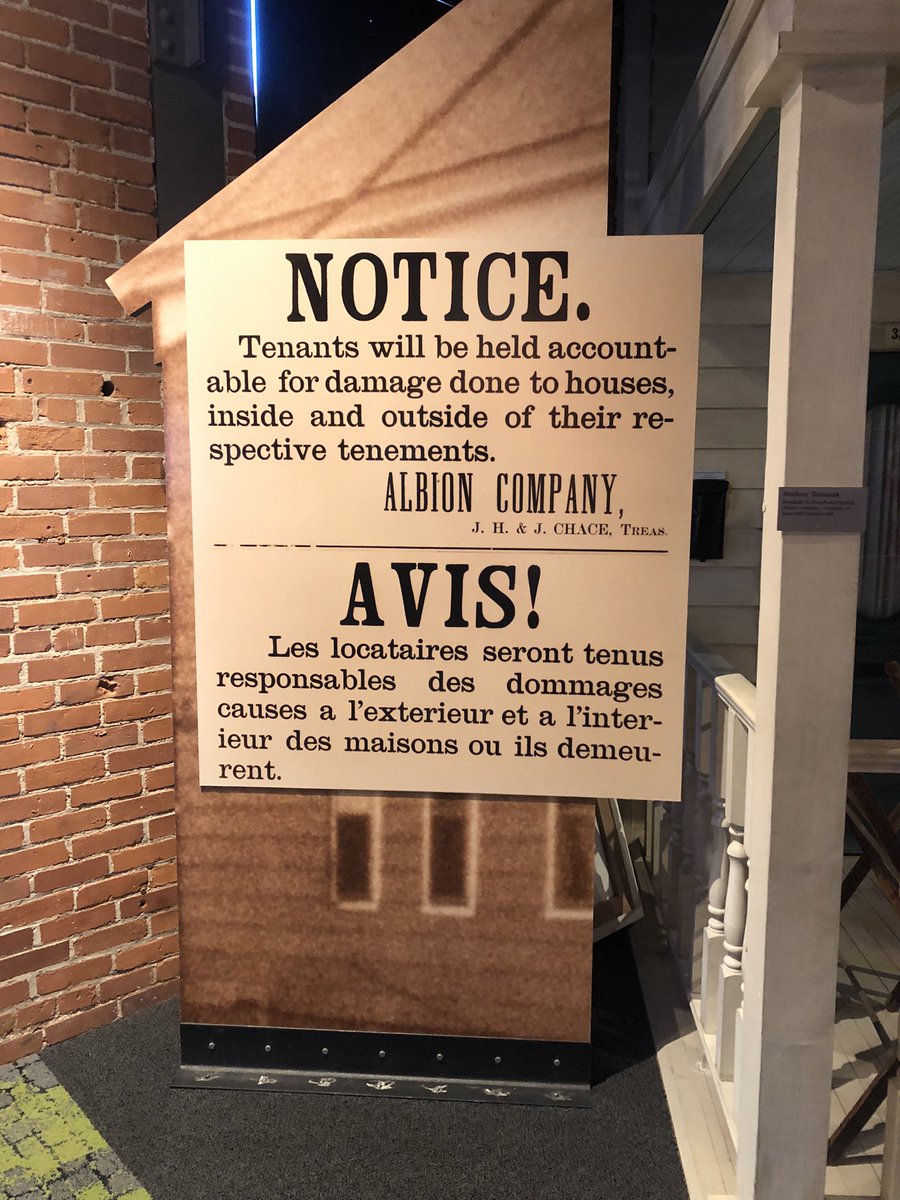 NOTICE.
Tenants will be held account-
able for damage done to houses,
inside and outside of their re-
spective tenements.
ALBION COMPANY,
J. H. & J. CHACE, TREAS.
AVIS!
Les locataires seront tenus
responsables des dommages
causes a l'exterieur et a l'inter-
ieur des maisons ou ils demeu-
rent.